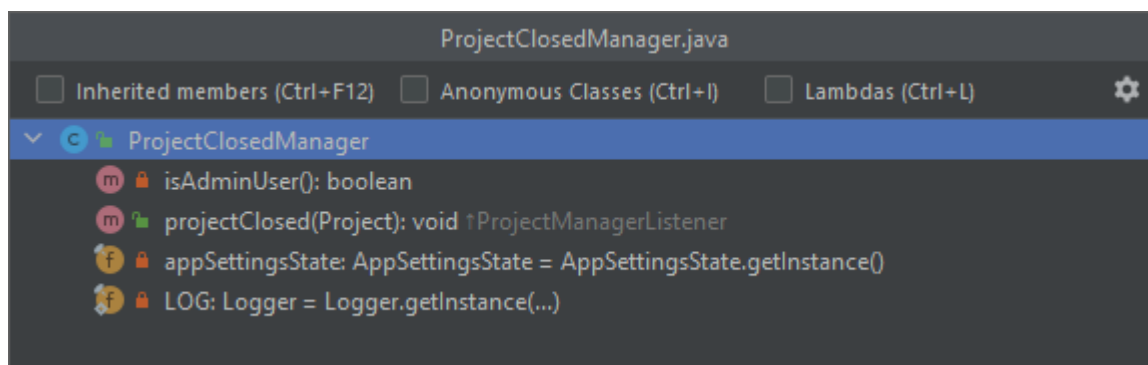 ProjectClosedManager.java
Inherited members (Ctrl+F12) Anonymous Classes (Ctrl+I) Lambdas (Ctrl+L)
C ProjectClosedManager
m isAdminUser(): boolean
m projectClosed(Project): void ↑ProjectManagerListener
f appSettingsState: AppSettingsState = AppSettingsState.getInstance()
f LOG: Logger = Logger.getInstance(...)